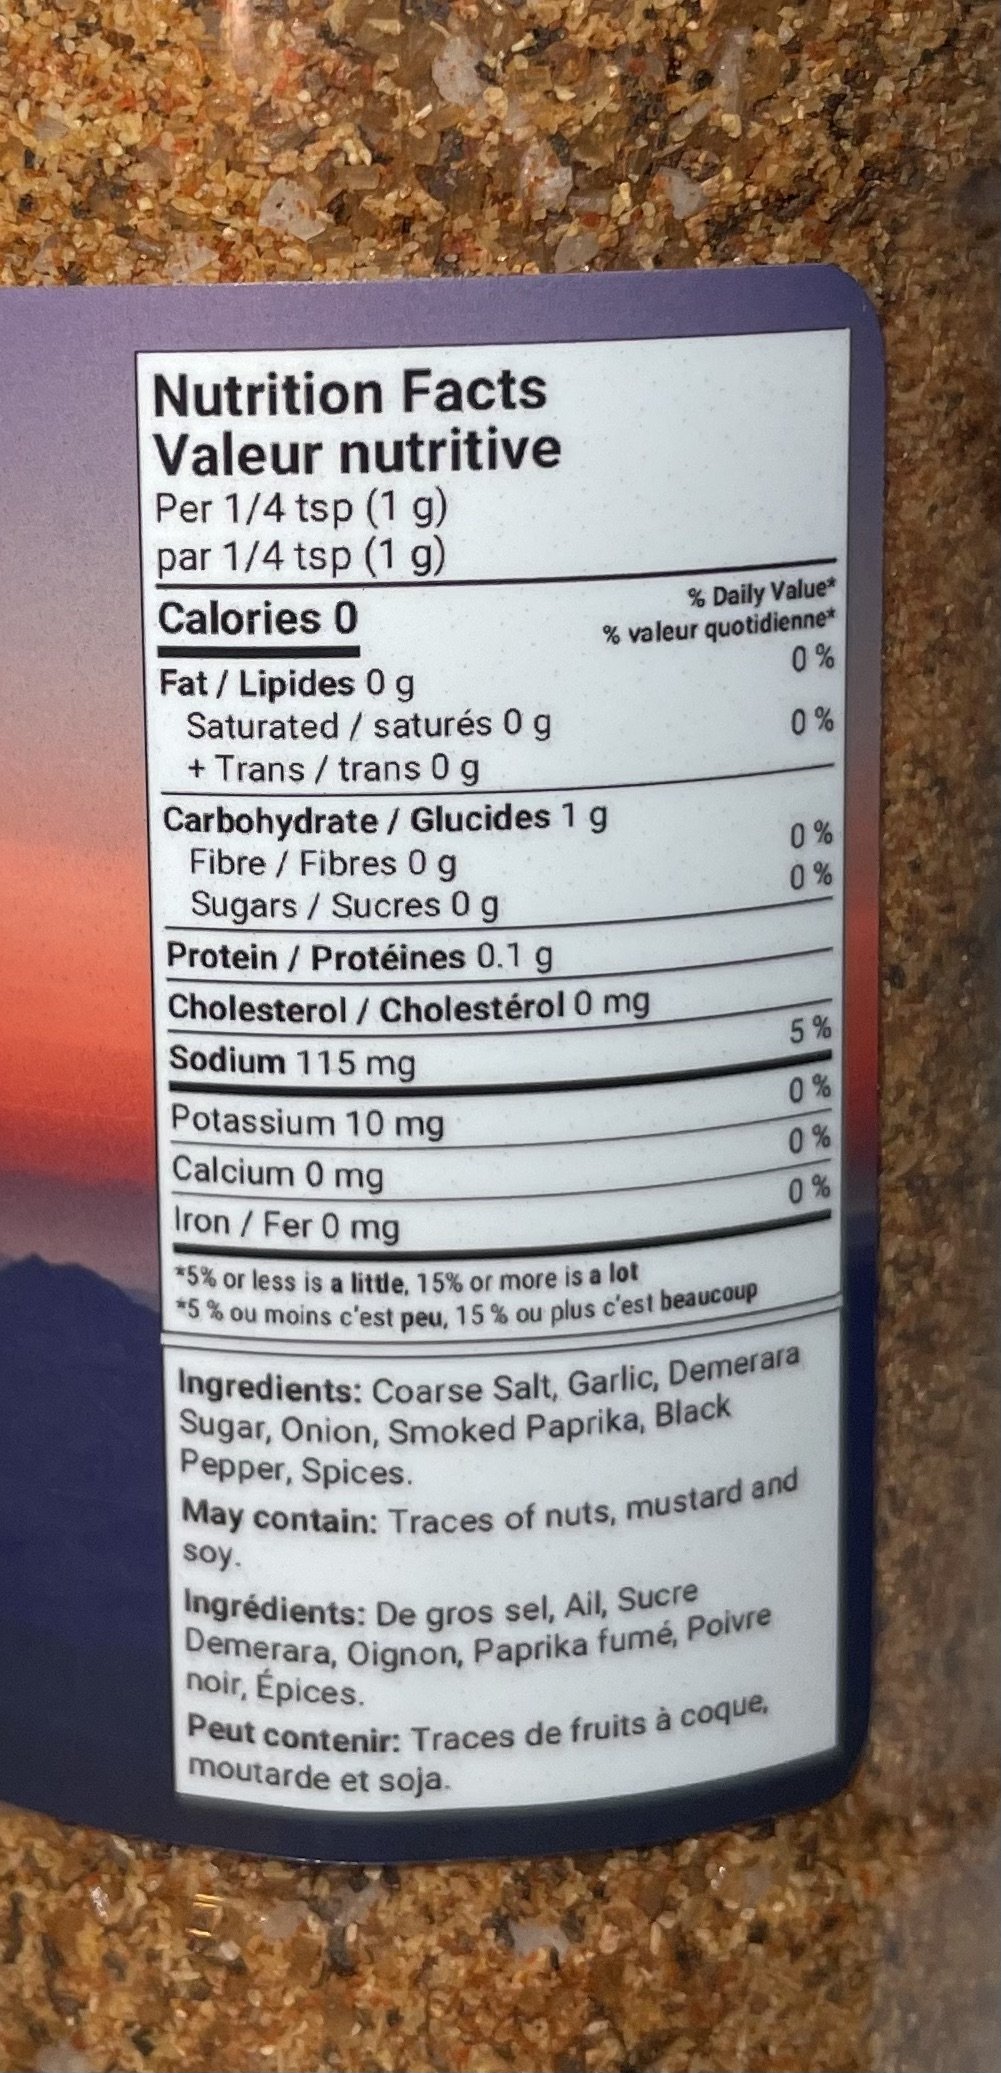 Nutrition Facts
Valeur nutritive
Per 1/4 tsp (1 g)
par 1/4 tsp (1 g)
% Daily Value*
Calories 0
% valeur quotidienne*
Fat / Lipides 0 g 0 %
Saturated / saturés 0 g 0 %
+ Trans / trans 0 g
Carbohydrate / Glucides 1 g
Fibre / Fibres 0 g 0 %
Sugars / Sucres 0 g 0 %
Protein / Protéines 0.1 g
Cholesterol / Cholestérol 0 mg
Sodium 115 mg 5 %
Potassium 10 mg 0 %
Calcium 0 mg 0 %
Iron / Fer 0 mg 0 %
*5% or less is a little, 15% or more is a lot
*5 % ou moins c'est peu, 15 % ou plus c'est beaucoup
Ingredients: Coarse Salt, Garlic, Demerara
Sugar, Onion, Smoked Paprika, Black
Pepper, Spices.
May contain: Traces of nuts, mustard and
soy.
Ingrédients: De gros sel, Ail, Sucre
Demerara, Oignon, Paprika fumé, Poivre
noir, Épices.
Peut contenir: Traces de fruits à coque,
moutarde et soja.